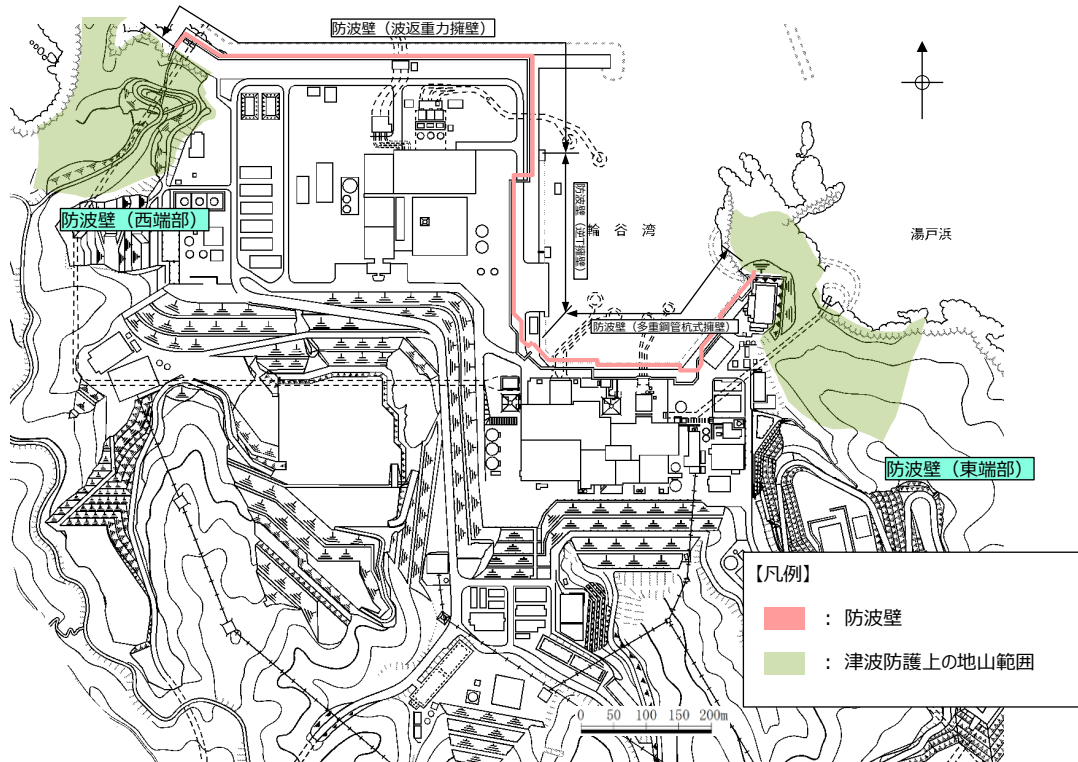 防波壁（波返重力擁壁）
防波壁（西端部）
防波壁（逆T擁壁）
輪谷湾
湯戸浜
防波壁（多重鋼管杭式擁壁）
防波壁（東端部）
【凡例】
：防波壁
：津波防護上の地山範囲
0 50 100 150 200m